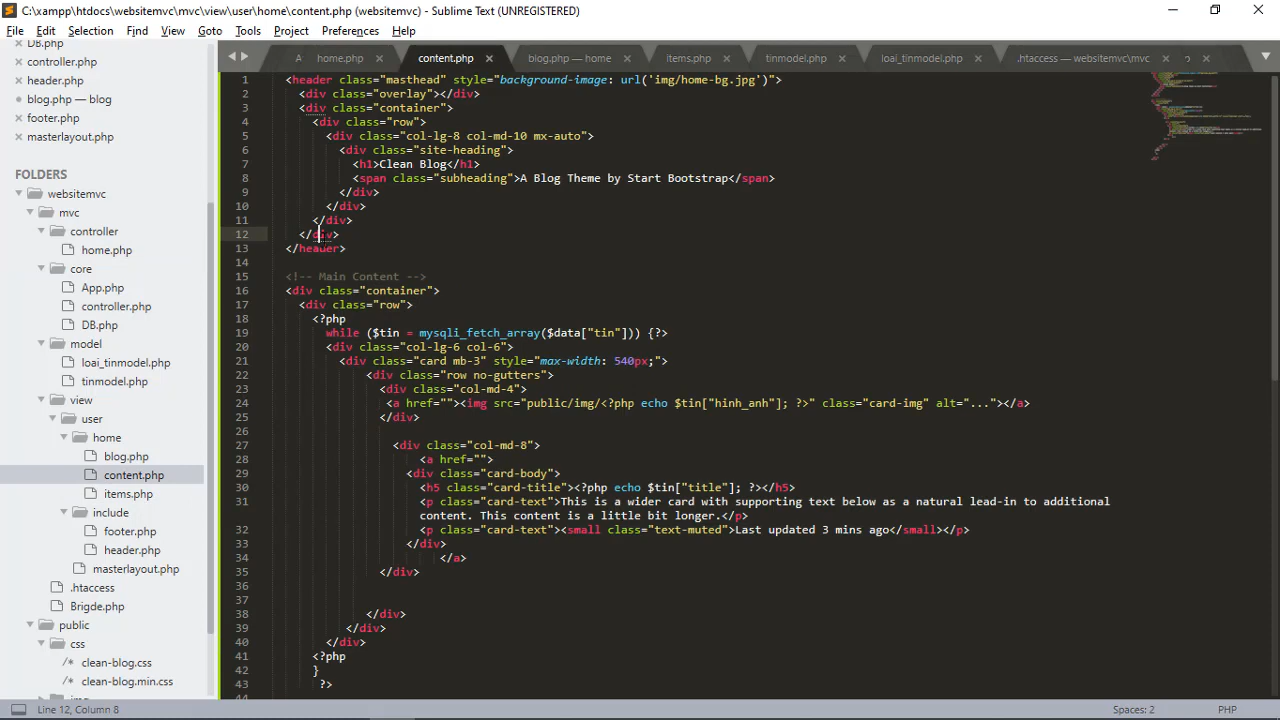 C:\xampp\htdocs\websitemvc\mvc\view\user\home\content.php (websitemvc) - Sublime Text (UNREGISTERED)
File Edit Selection Find View Goto Tools Project Preferences Help
DB.php
controller.php
header.php
blog.php — blog
footer.php
masterlayout.php
FOLDERS
websitemvc
mvc
controller
home.php
core
App.php
controller.php
DB.php
model
loai_tinmodel.php
tinmodel.php
view
user
home
blog.php
content.php
items.php
include
footer.php
header.php
masterlayout.php
.htaccess
Brigde.php
public
css
/* clean-blog.css
/* clean-blog.min.css
home.php content.php blog.php — home items.php tinmodel.php loai_tinmodel.php .htaccess — websitemvc\mvc
1 <header class="masthead" style="background-image: url('img/home-bg.jpg')">
2 <div class="overlay"></div>
3 <div class="container">
4 <div class="row">
5 <div class="col-lg-8 col-md-10 mx-auto">
6 <div class="site-heading">
7 <h1>Clean Blog</h1>
8 <span class="subheading">A Blog Theme by Start Bootstrap</span>
9 </div>
10 </div>
11 </div>
12 </div>
13 </header>
14
15 <!-- Main Content -->
16 <div class="container">
17 <div class="row">
18 <?php
19 while ($tin = mysqli_fetch_array($data["tin"])) {?>
20 <div class="col-lg-6 col-6">
21 <div class="card mb-3" style="max-width: 540px;">
22 <div class="row no-gutters">
23 <div class="col-md-4">
24 <a href=""><img src="public/img/<?php echo $tin["hinh_anh"]; ?>" class="card-img" alt="..."></a>
25 </div>
26
27 <div class="col-md-8">
28 <a href="">
29 <div class="card-body">
30 <h5 class="card-title"><?php echo $tin["title"]; ?></h5>
31 <p class="card-text">This is a wider card with supporting text below as a natural lead-in to additional
content. This content is a little bit longer.</p>
32 <p class="card-text"><small class="text-muted">Last updated 3 mins ago</small></p>
33 </div>
34 </a>
35 </div>
36
37
38 </div>
39 </div>
40 </div>
41 <?php
42 }
43 ?>
Line 12, Column 8 Spaces: 2 PHP